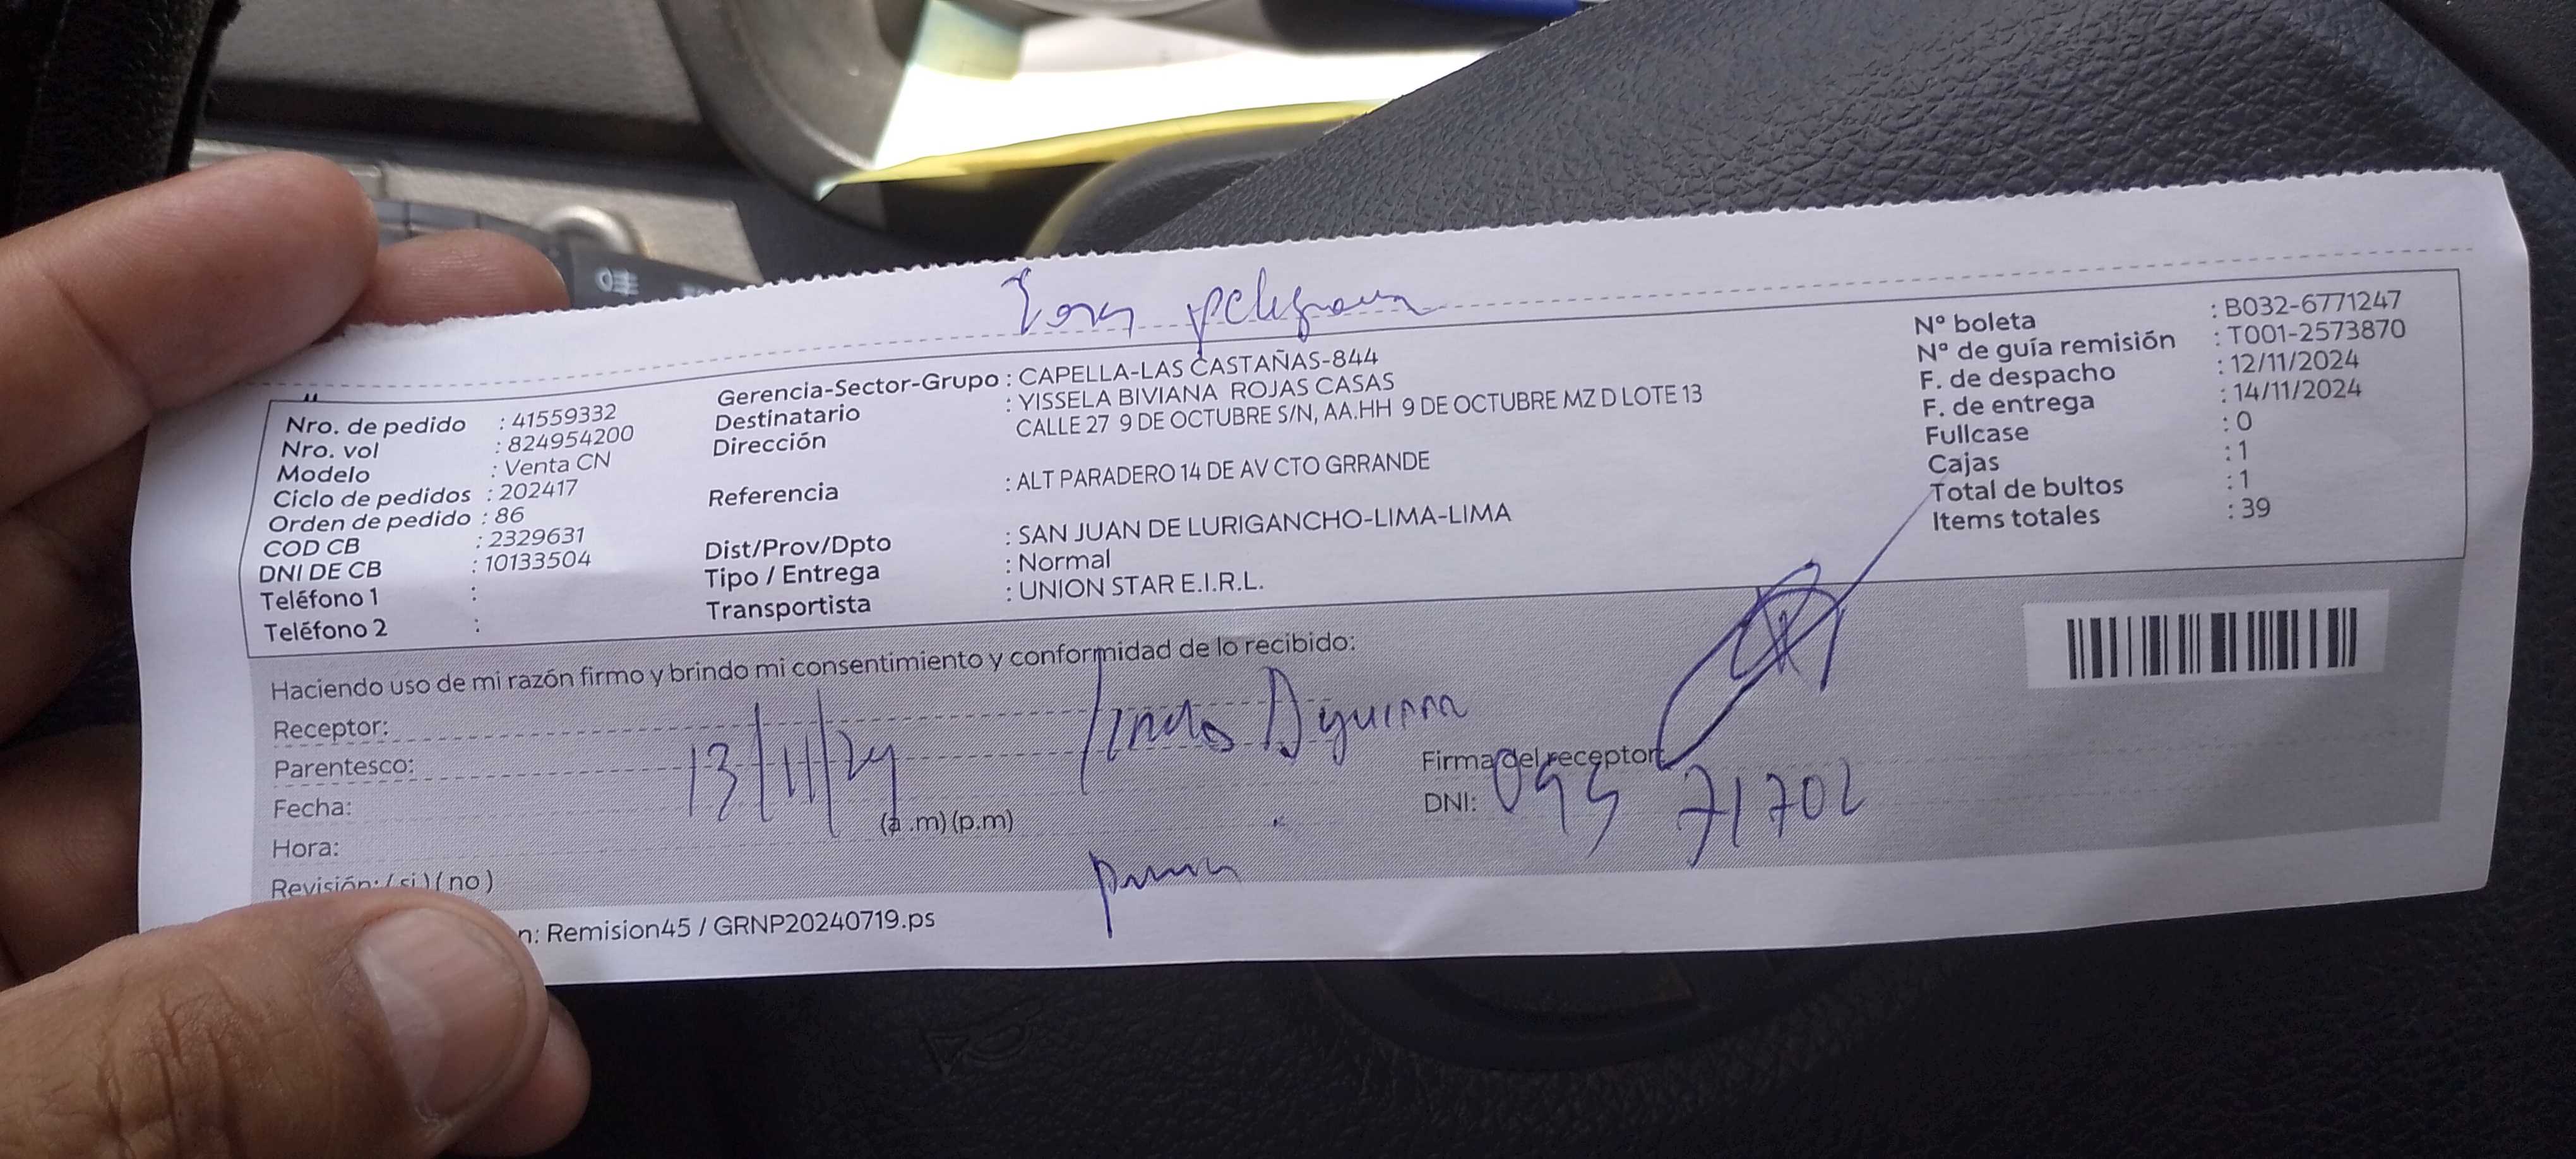 Zona peligrosa
Nro. de pedido : 41559332
Nro. vol : 824954200
Modelo : Venta CN
Ciclo de pedidos : 202417
Orden de pedido : 86
COD CB : 2329631
DNI DE CB : 10133504
Teléfono 1 :
Teléfono 2 :
Gerencia-Sector-Grupo : CAPELLA-LAS CASTAÑAS-844
Destinatario : YISSELA BIVIANA ROJAS CASAS
Dirección CALLE 27 9 DE OCTUBRE S/N, AA.HH 9 DE OCTUBRE MZ D LOTE 13
Referencia : ALT PARADERO 14 DE AV CTO GRRANDE
Dist/Prov/Dpto : SAN JUAN DE LURIGANCHO-LIMA-LIMA
Tipo / Entrega : Normal
Transportista : UNION STAR E.I.R.L.
N° boleta : B032-6771247
N° de guía remisión : T001-2573870
F. de despacho : 12/11/2024
F. de entrega : 14/11/2024
Fullcase : 0
Cajas : 1
Total de bultos : 1
Items totales : 39
Haciendo uso de mi razón firmo y brindo mi consentimiento y conformidad de lo recibido:
Receptor:
Parentesco:
Fecha: 13/11/24
Hora: (a .m) (p.m)
Revisión: ( si ) ( no )
Firma del receptor:
DNI: 095 71702
n: Remision45 / GRNP20240719.ps